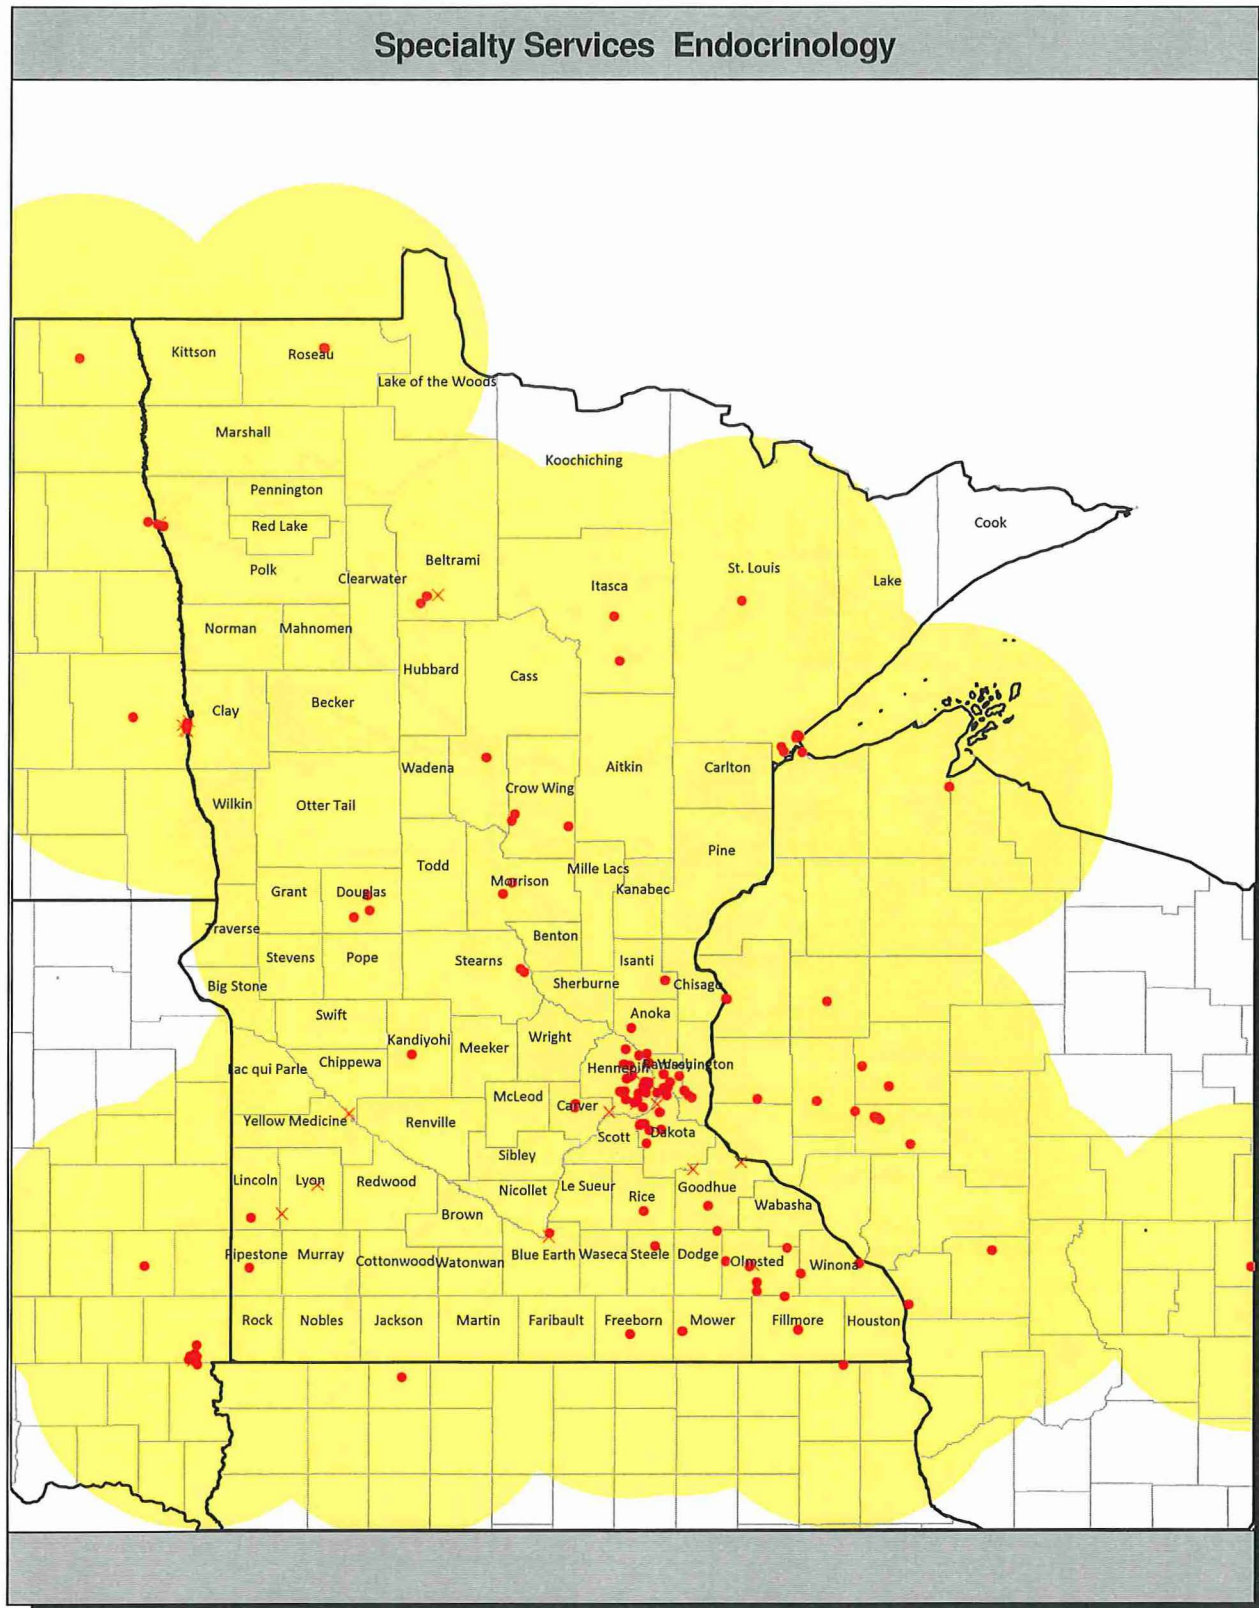 Specialty Services Endocrinology
Kittson
Roseau
Lake of the Woods
Marshall
Koochiching
Pennington
Red Lake
Cook
Polk
Clearwater
Beltrami
Itasca
St. Louis
Lake
Norman
Mahnomen
Hubbard
Cass
Clay
Becker
Wadena
Crow Wing
Aitkin
Carlton
Wilkin
Otter Tail
Todd
Morrison
Mille Lacs
Pine
Grant
Douglas
Kanabec
Traverse
Stevens
Pope
Stearns
Benton
Isanti
Big Stone
Sherburne
Chisago
Swift
Anoka
Kandiyohi
Meeker
Wright
Lac qui Parle
Chippewa
Hennepin
Ramsey
Washington
McLeod
Carver
Yellow Medicine
Renville
Scott
Dakota
Sibley
Lincoln
Lyon
Redwood
Nicollet
Le Sueur
Rice
Goodhue
Wabasha
Brown
Pipestone
Murray
Cottonwood
Watonwan
Blue Earth
Waseca
Steele
Dodge
Olmsted
Winona
Rock
Nobles
Jackson
Martin
Faribault
Freeborn
Mower
Fillmore
Houston